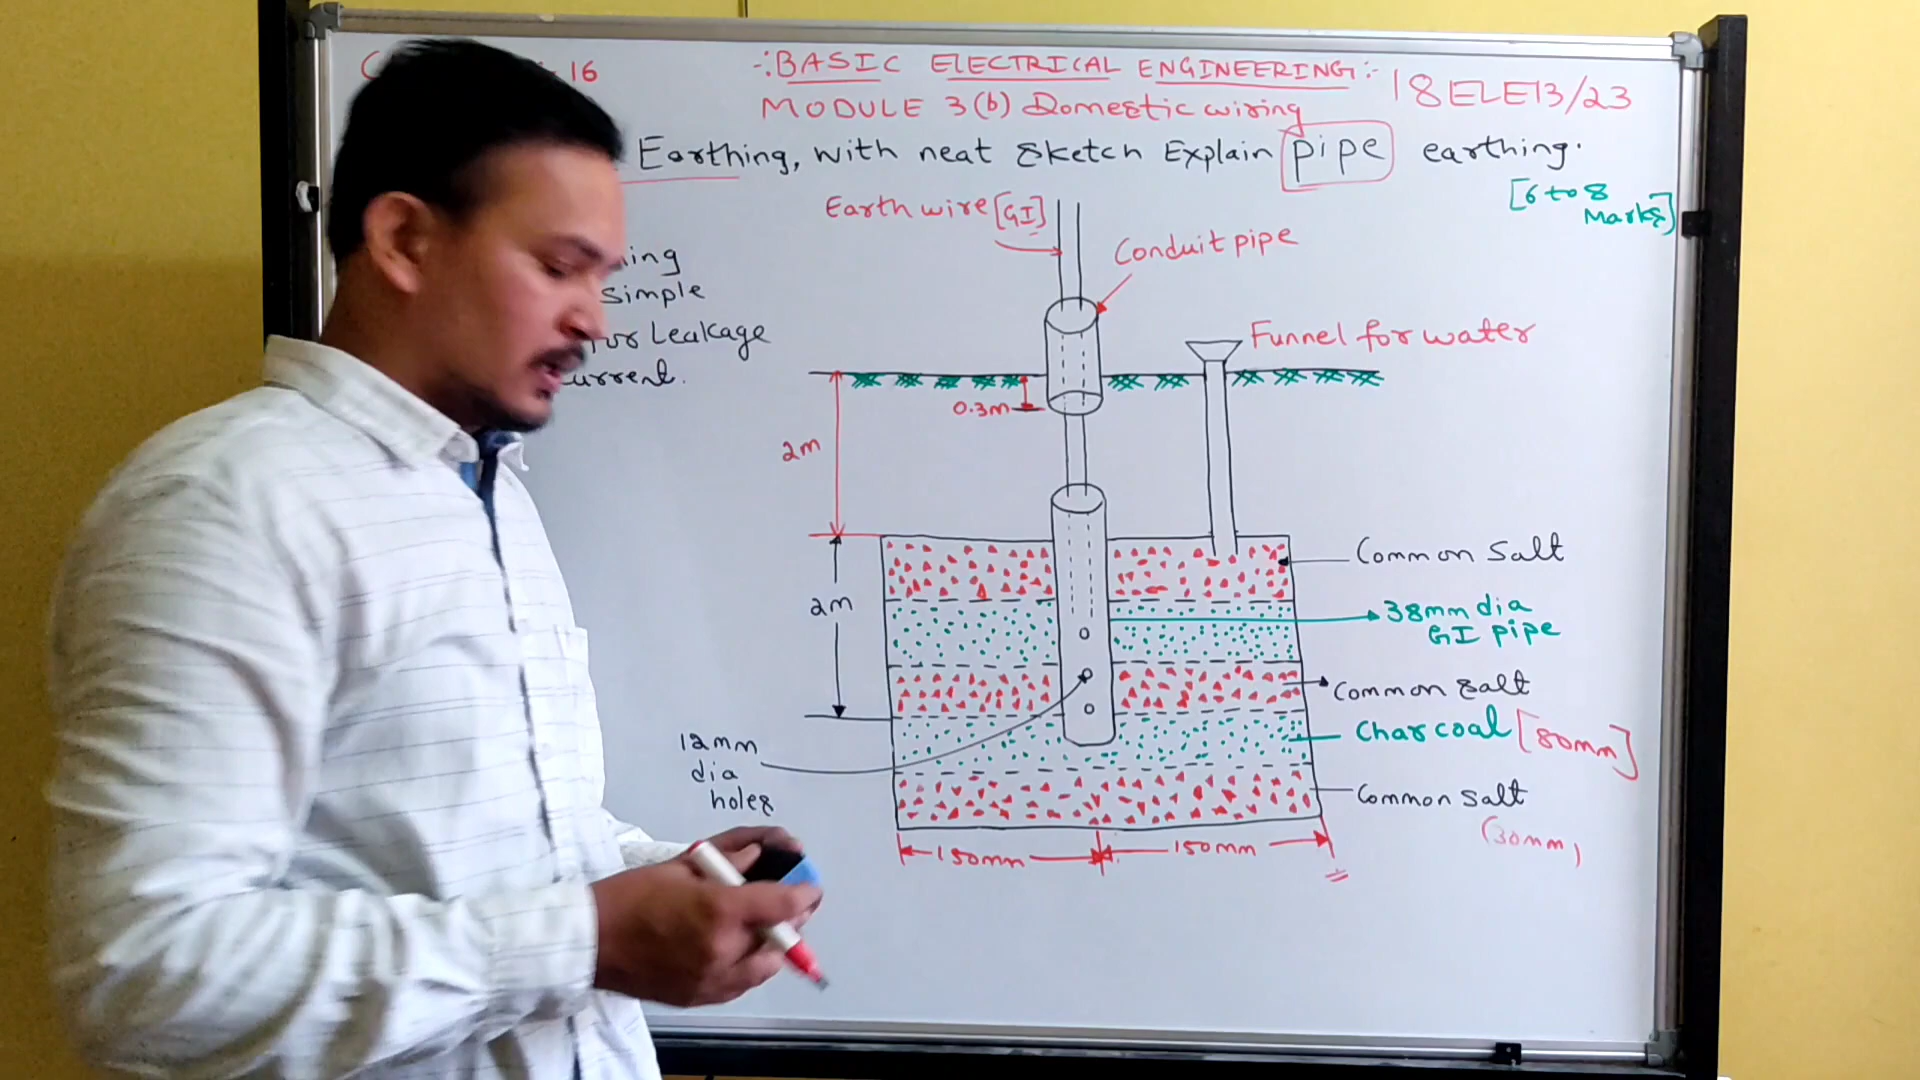 16
-:BASIC ELECTRICAL ENGINEERING:-
18ELE13/23
MODULE 3(b) Domestic wiring
Earthing, with neat sketch Explain pipe earthing.
[6 to 8 Marks]
Earth wire [GI]
Conduit pipe
Simple
Leakage
Funnel for water
0.3m
2m
Common Salt
2m
38mm dia
GI pipe
Common salt
Charcoal [80mm]
12mm
dia
holes
Common salt
(30mm)
150mm
150mm